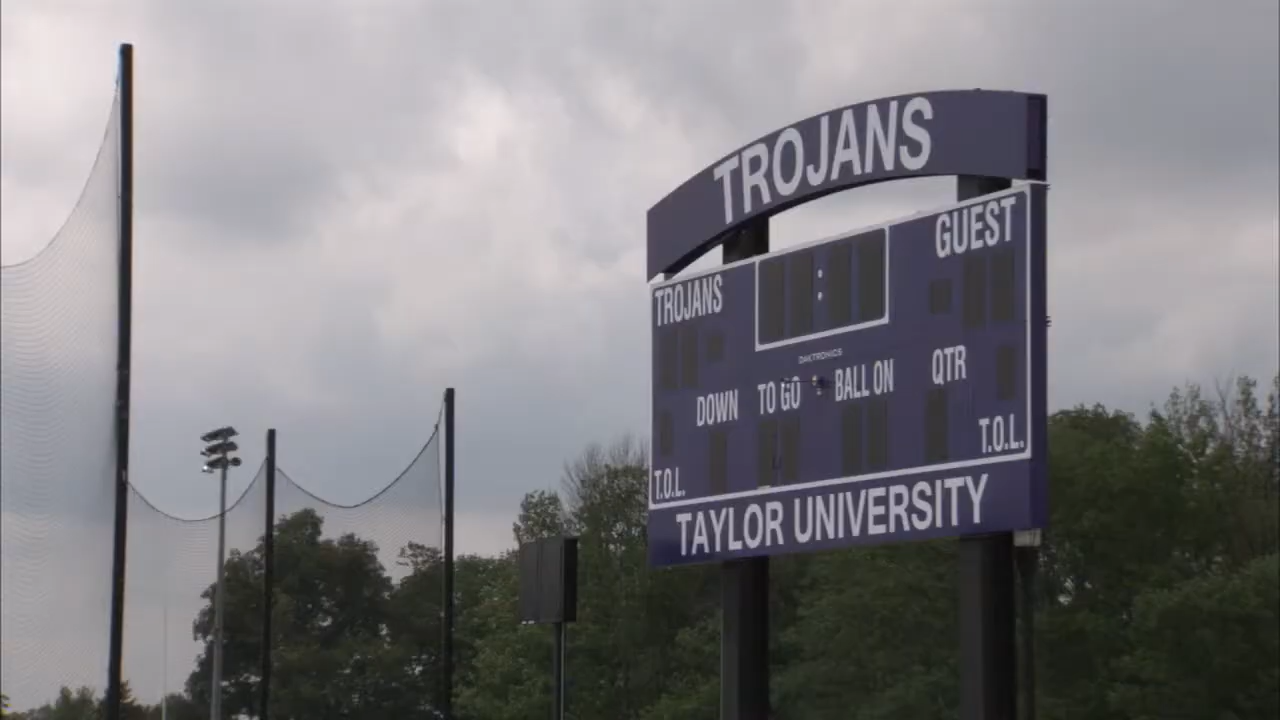 TROJANS
TROJANS
GUEST
DAKTRONICS
DOWN TO GO BALL ON QTR
T.O.L. T.O.L.
TAYLOR UNIVERSITY